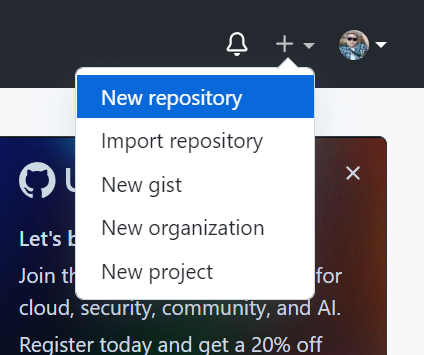 New repository
Import repository
New gist
U
New organization
Let's b
New project
Join th for
cloud, security, community, and AI.
Register today and get a 20% off